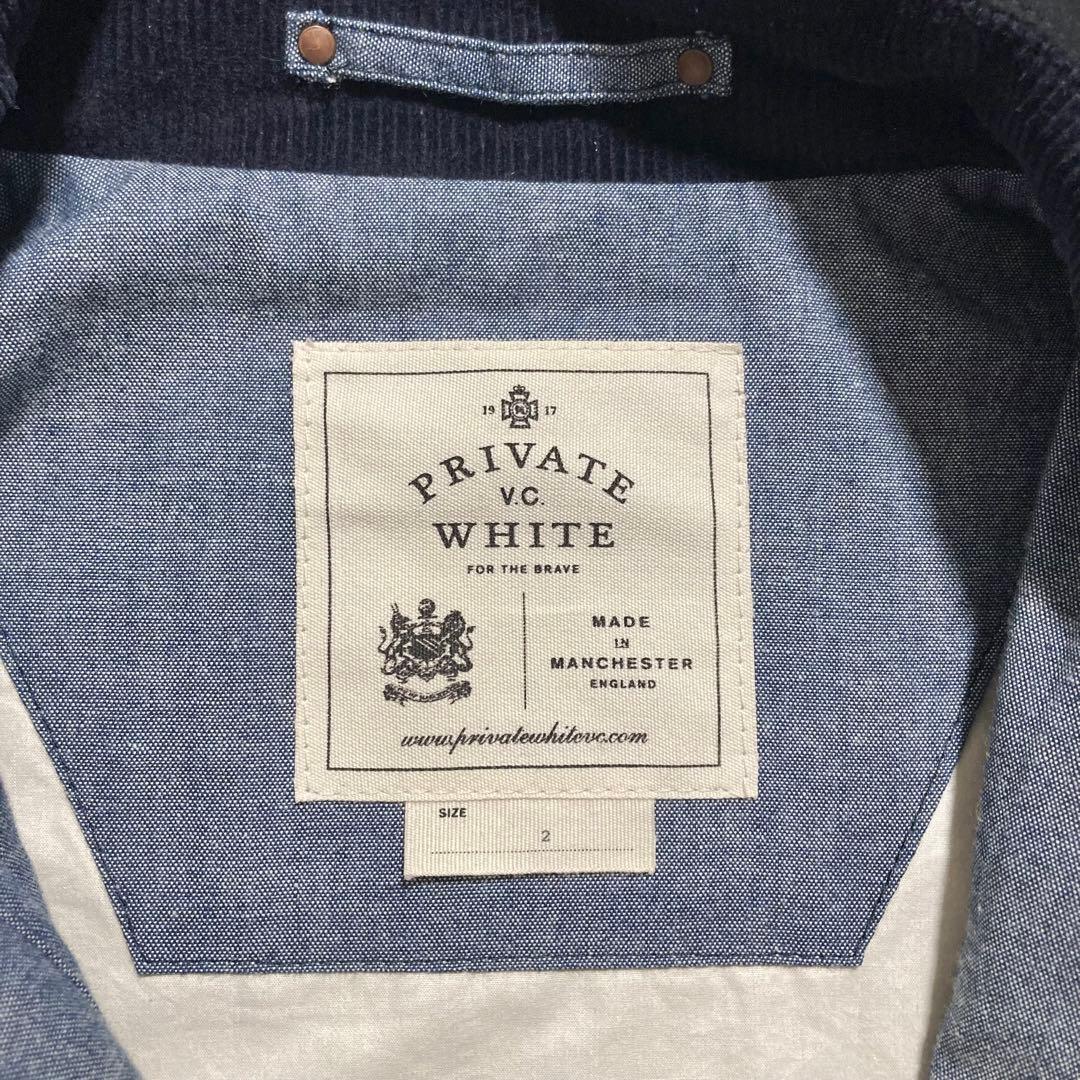 19 17
PRIVATE
V.C.
WHITE
FOR THE BRAVE
MADE
IN
MANCHESTER
ENGLAND
www.privatewhitevc.com
SIZE
2